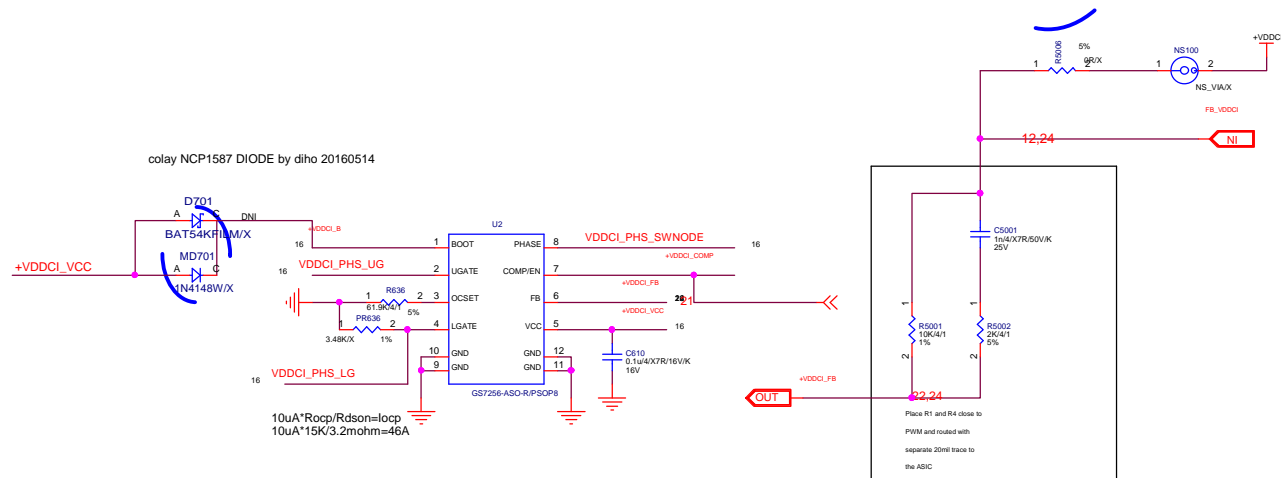 R5006
5%
0R/X
1
2
NS100
1
2
NS_VIA/X
+VDDC
FB_VDDCI
12,24
NI
colay NCP1587 DIODE by diho 20160514
D701
A
C
DNI
BAT54KFILM/X
MD701
A
C
1N4148W/X
+VDDCI_VCC
+VDDCI_B
16
U2
1
BOOT
PHASE
8
VDDCI_PHS_SWNODE
16
+VDDCI_COMP
16
VDDCI_PHS_UG
2
UGATE
COMP/EN
7
+VDDCI_FB
R636
1
2
61.9K/4/1
5%
3
OCSET
FB
6
21
+VDDCI_VCC
PR636
1
2
3.48K/X
1%
4
LGATE
VCC
5
16
10
GND
GND
12
9
GND
GND
11
C610
0.1u/4/X7R/16V/K
16V
16
VDDCI_PHS_LG
GS7256-ASO-R/PSOP8
10uA*Rocp/Rdson=Iocp
10uA*15K/3.2mohm=46A
C5001
1n/4/X7R/50V/K
25V
1
R5001
10K/4/1
1%
2
1
R5002
2K/4/1
5%
2
+VDDCI_FB
OUT
22,24
Place R1 and R4 close to
PWM and routed with
separate 20mil trace to
the ASIC